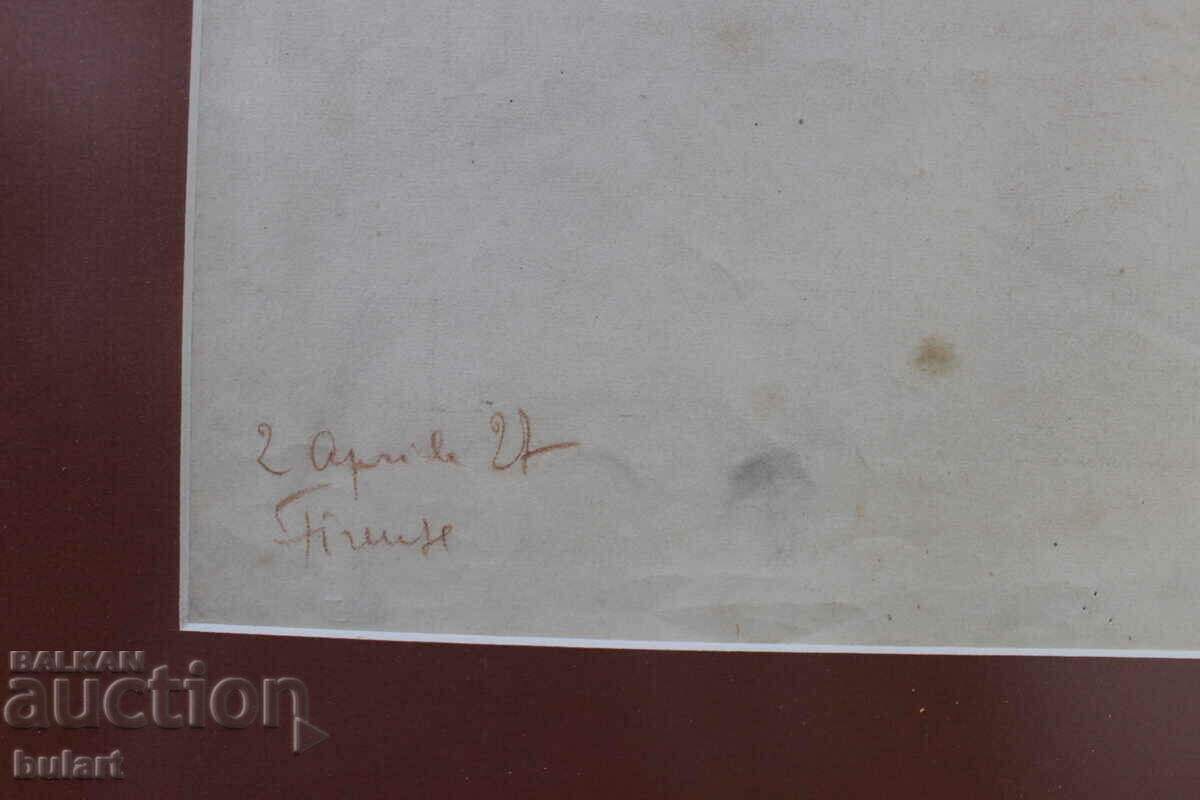 2 Aprile 27
Firenze
BALKAN
auction
bulart